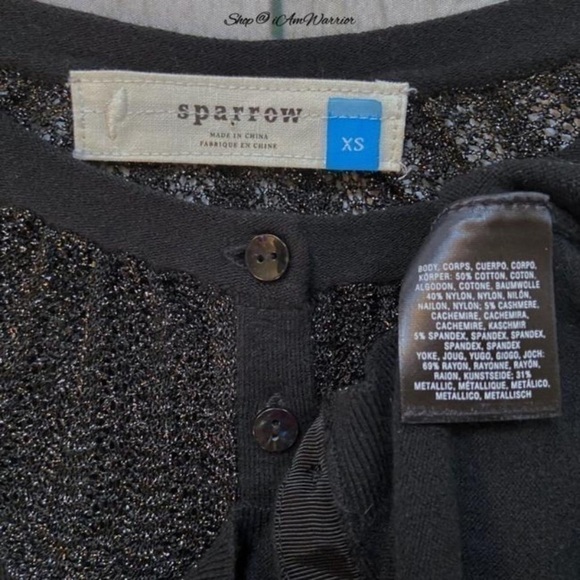 Shop @ iAmWarrior
sparrow
MADE IN CHINA
FABRIQUE EN CHINE
XS
BODY, CORPS, CUERPO, CORPO,
KÖRPER: 50% COTTON, COTON,
ALGODON, COTONE, BAUMWOLLE
40% NYLON, NYLON, NILÓN,
NAILON, NYLON; 5% CASHMERE,
CACHEMIRE, CACHEMIRA,
CACHEMIRE, KASCHMIR
5% SPANDEX, SPANDEX, SPANDEX,
SPANDEX, SPANDEX
YOKE, JOUG, YUGO, GIOGO, JOCH:
69% RAYON, RAYONNE, RAYÓN,
RAION, KUNSTSEIDE; 31%
METALLIC, MÉTALLIQUE, METÁLICO,
METALLICO, METALLISCH